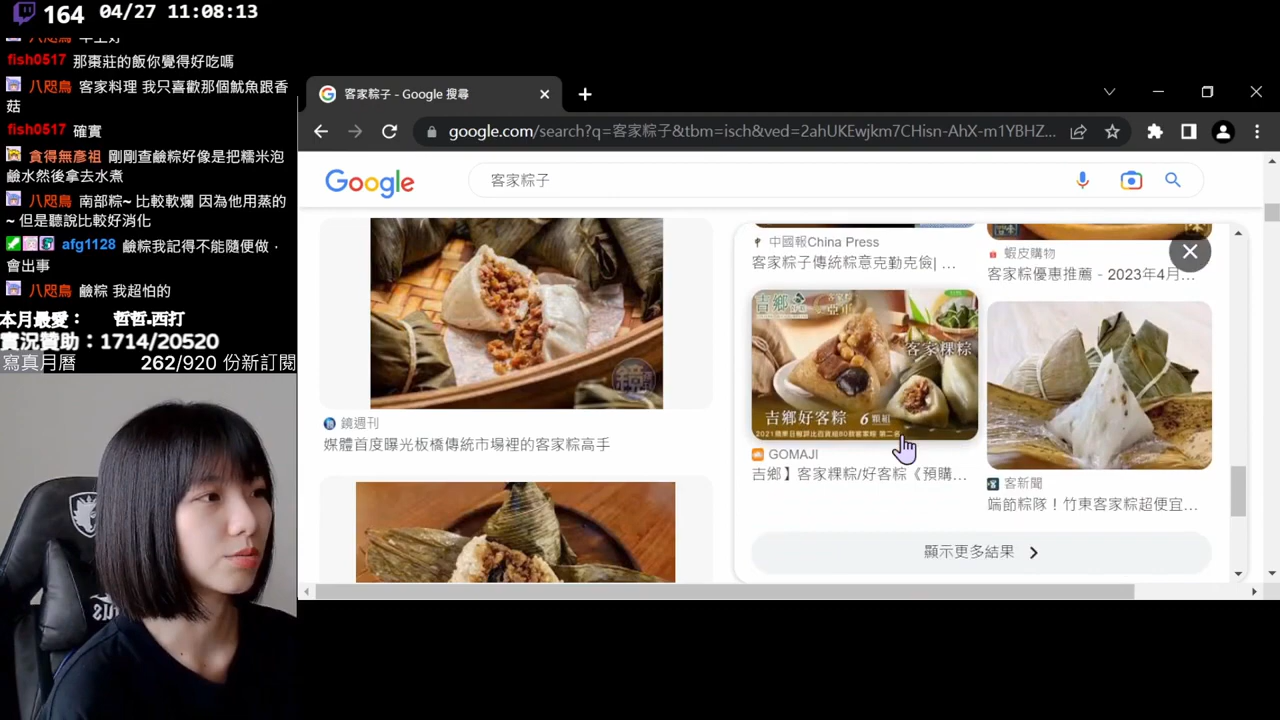 164 04/27 11:08:13
fish0517 那棗莊的飯你覺得好吃嗎
八咫鳥 客家料理 我只喜歡那個魷魚跟香
菇
fish0517 確實
貪得無彥祖 剛剛查鹼粽好像是把糯米泡
鹼水然後拿去水煮
八咫鳥 南部粽~ 比較軟爛 因為他用蒸的
~ 但是聽說比較好消化
afg1128 鹼粽我記得不能隨便做，
會出事
八咫鳥 鹼粽 我超怕的
本月最愛： 哲哲.西打
實況贊助：1714/20520
寫真月曆 262/920 份新訂閱
客家粽子 - Google 搜尋
google.com/search?q=客家粽子&tbm=isch&ved=2ahUKEwjkm7CHisn-AhX-m1YBHZ...
Google
客家粽子
鏡週刊
媒體首度曝光板橋傳統市場裡的客家粽高手
中國報China Press
客家粽子傳統粽意克勤克儉| ...
蝦皮購物
客家粽優惠推薦 - 2023年4月...
吉鄉
客家粿粽
吉鄉好客粽 6顆組
GOMAJI
吉鄉】客家粿粽/好客粽《預購...
客新聞
端節粽隊！竹東客家粽超便宜...
顯示更多結果